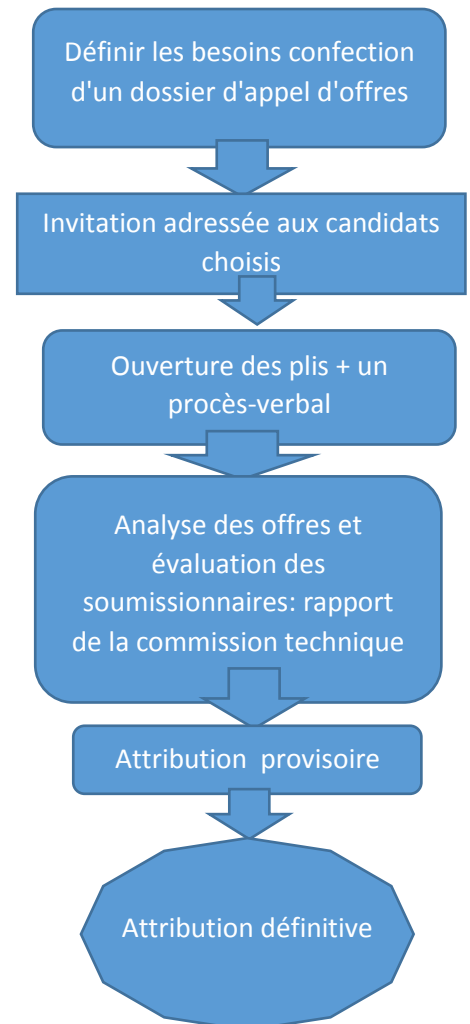 Définir les besoins confection
d'un dossier d'appel d'offres
Invitation adressée aux candidats
choisis
Ouverture des plis + un
procès-verbal
Analyse des offres et
évaluation des
soumissionnaires: rapport
de la commission technique
Attribution provisoire
Attribution définitive